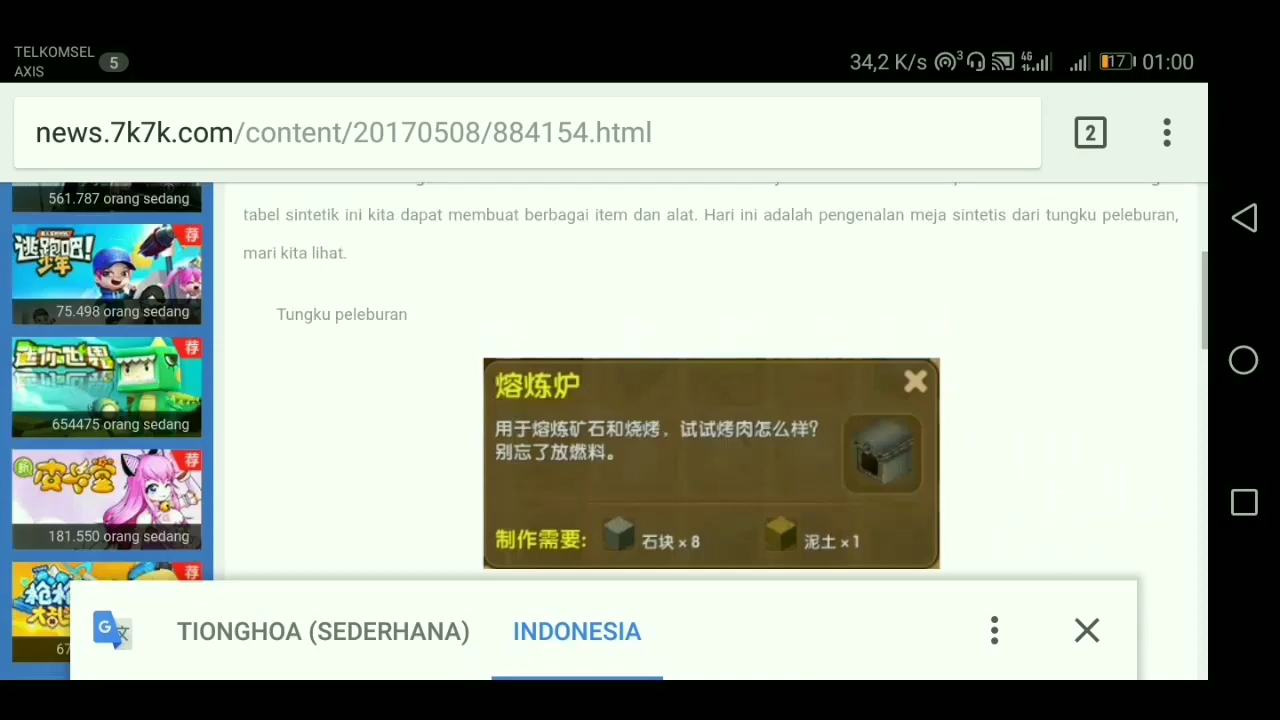 TELKOMSEL
AXIS
5
34,2 K/s
3
4G
17
01:00
news.7k7k.com/content/20170508/884154.html
2
561.787 orang sedang
逃跑吧!
少年
荐
75.498 orang sedang
迷你世界
荐
654475 orang sedang
新
荐
181.550 orang sedang
荐
67
tabel sintetik ini kita dapat membuat berbagai item dan alat. Hari ini adalah pengenalan meja sintetis dari tungku peleburan,
mari kita lihat.
Tungku peleburan
熔炼炉
用于熔炼矿石和烧烤，试试烤肉怎么样?
别忘了放燃料。
制作需要:
石块×8
泥土×1
G
文
TIONGHOA (SEDERHANA)
INDONESIA